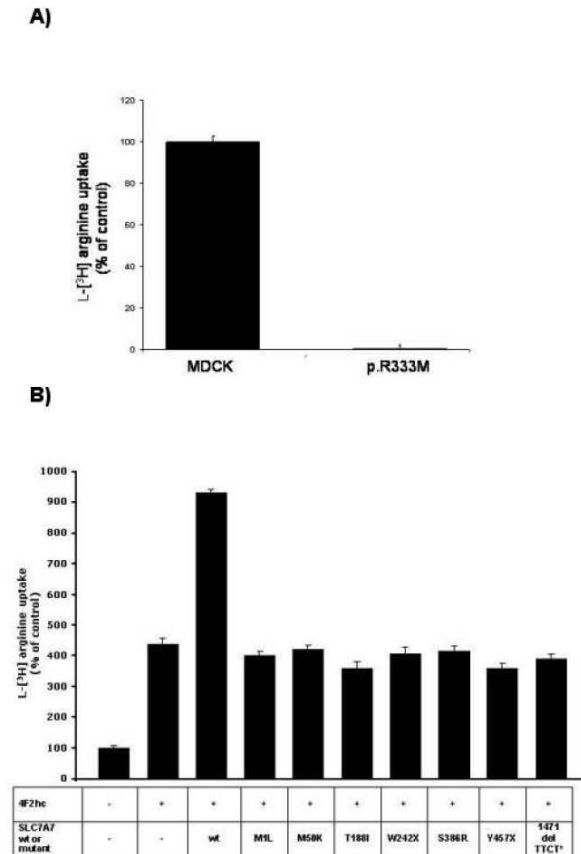 A)
120
100
80
60
40
20
0
L-[³H] arginine uptake
(% of control)
MDCK p.R333M
B)
1000
900
800
700
600
500
400
300
200
100
0
L-[³H] arginine uptake
(% of control)
4F2hc - + + + + + + + + +
SLC7A7 wt or mutant - - wt M1L M50K T188I W242X S386R Y457X 1471 del TTCT